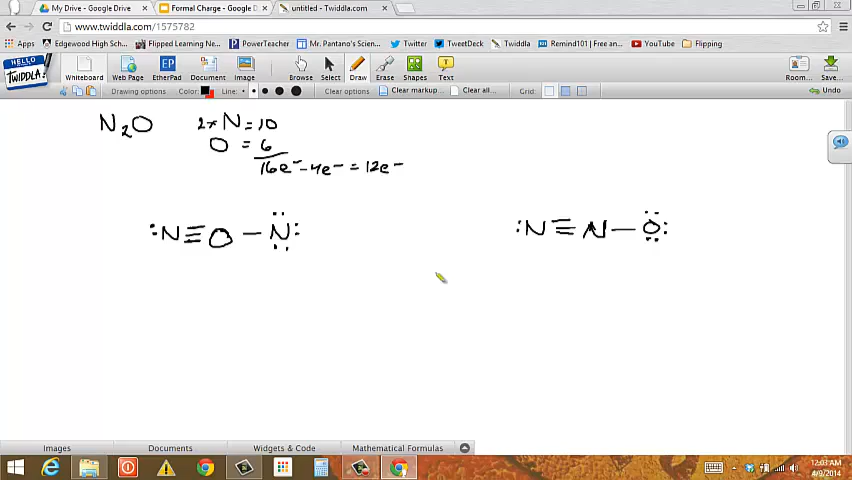 My Drive - Google Drive
Formal Charge - Google D
untitled - Twiddla.com
www.twiddla.com/1575782
Apps
Edgewood High Sch
Flipped Learning Ne
PowerTeacher
Mr. Pantano's Scienc
Twitter
TweetDeck
Twiddla
Remind101 | Free an
YouTube
Flipping
HELLO
TWIDDLA!
Whiteboard
Web Page
EtherPad
Document
Image
Browse
Select
Draw
Erase
Shapes
Text
Room...
Save...
Drawing options
Color:
Line:
Clear options
Clear markup...
Clear all...
Grid:
Undo
N₂O 2×N = 10
O = 6
16e⁻ - 4e⁻ = 12e⁻
:N≡O–N:
:N≡N–O:
Images
Documents
Widgets & Code
Mathematical Formulas
12:03 AM
4/9/2014